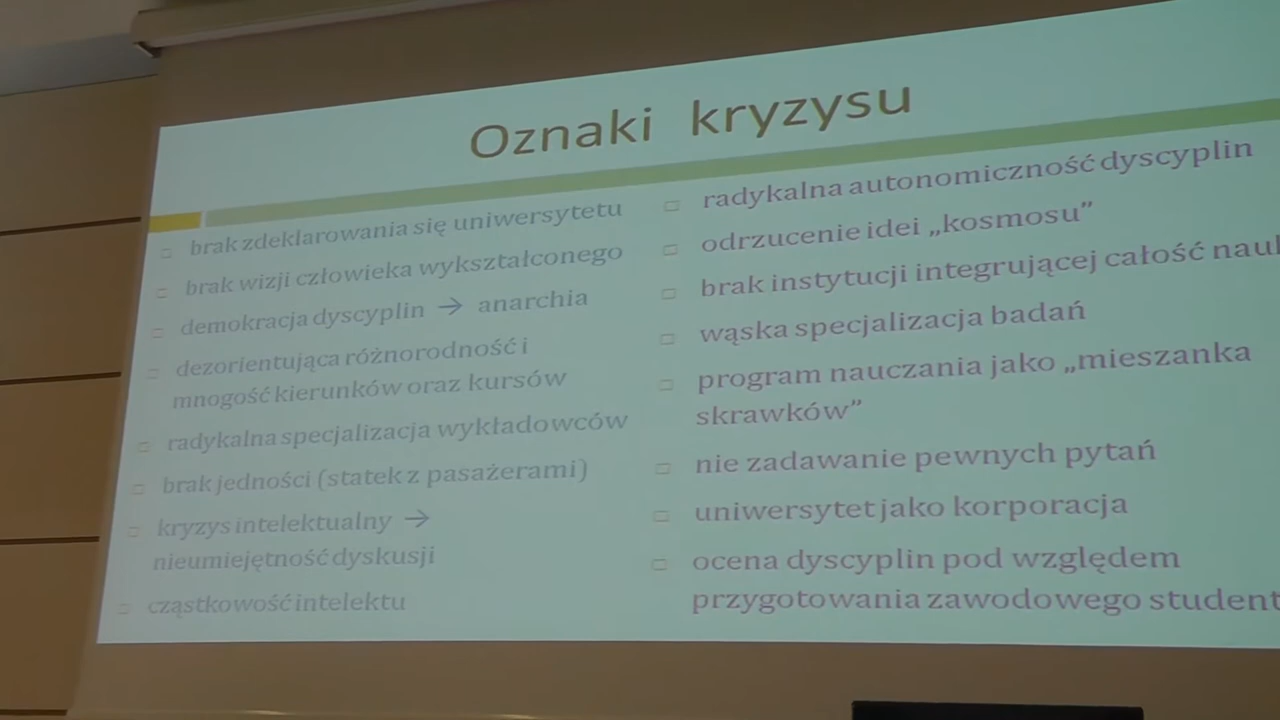 Oznaki kryzysu
brak zdeklarowania się uniwersytetu
brak wizji człowieka wykształconego
demokracja dyscyplin → anarchia
dezorientująca różnorodność i
mnogość kierunków oraz kursów
radykalna specjalizacja wykładowców
brak jedności (statek z pasażerami)
kryzys intelektualny →
nieumiejętność dyskusji
cząstkowość intelektu
radykalna autonomiczność dyscyplin
odrzucenie idei „kosmosu”
brak instytucji integrującej całość
wąska specjalizacja badań
program nauczania jako „mieszanka
skrawków”
nie zadawanie pewnych pytań
uniwersytet jako korporacja
ocena dyscyplin pod względem
przygotowania zawodowego